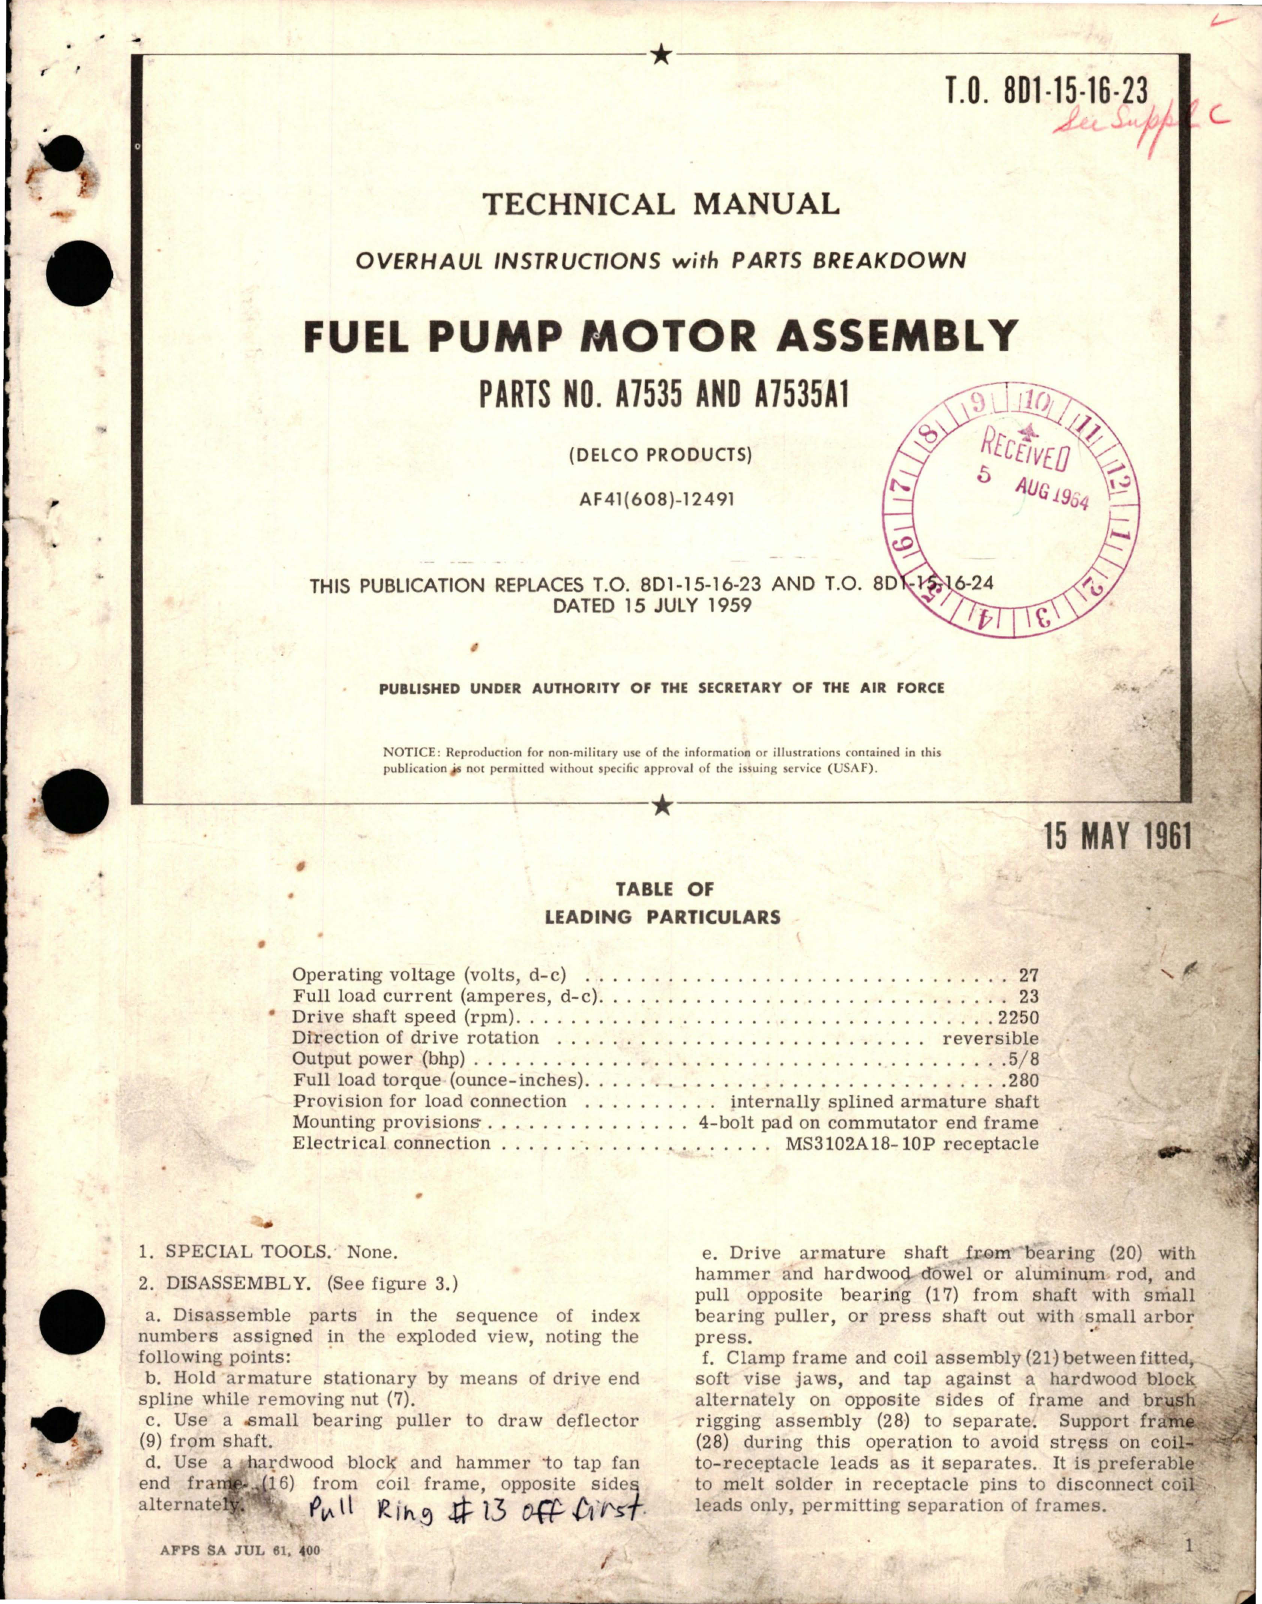 T.O. 8D1-15-16-23
See Suppl C
TECHNICAL MANUAL
OVERHAUL INSTRUCTIONS with PARTS BREAKDOWN
FUEL PUMP MOTOR ASSEMBLY
PARTS NO. A7535 AND A7535A1
(DELCO PRODUCTS)
AF41(608)-12491
RECEIVED
5 AUG 1964
1 2 3 4 5 6 7 8 9 10 11 12
THIS PUBLICATION REPLACES T.O. 8D1-15-16-23 AND T.O. 8D1-15-16-24
DATED 15 JULY 1959
PUBLISHED UNDER AUTHORITY OF THE SECRETARY OF THE AIR FORCE
NOTICE: Reproduction for non-military use of the information or illustrations contained in this
publication is not permitted without specific approval of the issuing service (USAF).
15 MAY 1961
TABLE OF
LEADING PARTICULARS
Operating voltage (volts, d-c) . . . . . . . . . . . . . . . . . . . . 27
Full load current (amperes, d-c). . . . . . . . . . . . . . . . . . . . 23
Drive shaft speed (rpm). . . . . . . . . . . . . . . . . . . . 2250
Direction of drive rotation . . . . . . . . . . . . . . . . . . . . reversible
Output power (bhp) . . . . . . . . . . . . . . . . . . . . 5/8
Full load torque (ounce-inches). . . . . . . . . . . . . . . . . . . . 280
Provision for load connection . . . . . . . . . . internally splined armature shaft
Mounting provisions . . . . . . . . . . . . . . . 4-bolt pad on commutator end frame
Electrical connection . . . . . . . . . . . . . . . . . . . . MS3102A18-10P receptacle
1. SPECIAL TOOLS. None.
2. DISASSEMBLY. (See figure 3.)
a. Disassemble parts in the sequence of index
numbers assigned in the exploded view, noting the
following points:
b. Hold armature stationary by means of drive end
spline while removing nut (7).
c. Use a small bearing puller to draw deflector
(9) from shaft.
d. Use a hardwood block and hammer to tap fan
end frame (16) from coil frame, opposite sides
alternately.
Pull Ring #13 off first.
e. Drive armature shaft from bearing (20) with
hammer and hardwood dowel or aluminum rod, and
pull opposite bearing (17) from shaft with small
bearing puller, or press shaft out with small arbor
press.
f. Clamp frame and coil assembly (21) between fitted,
soft vise jaws, and tap against a hardwood block
alternately on opposite sides of frame and brush
rigging assembly (28) to separate. Support frame
(28) during this operation to avoid stress on coil-
to-receptacle leads as it separates. It is preferable
to melt solder in receptacle pins to disconnect coil
leads only, permitting separation of frames.
AFPS SA JUL 61, 400
1